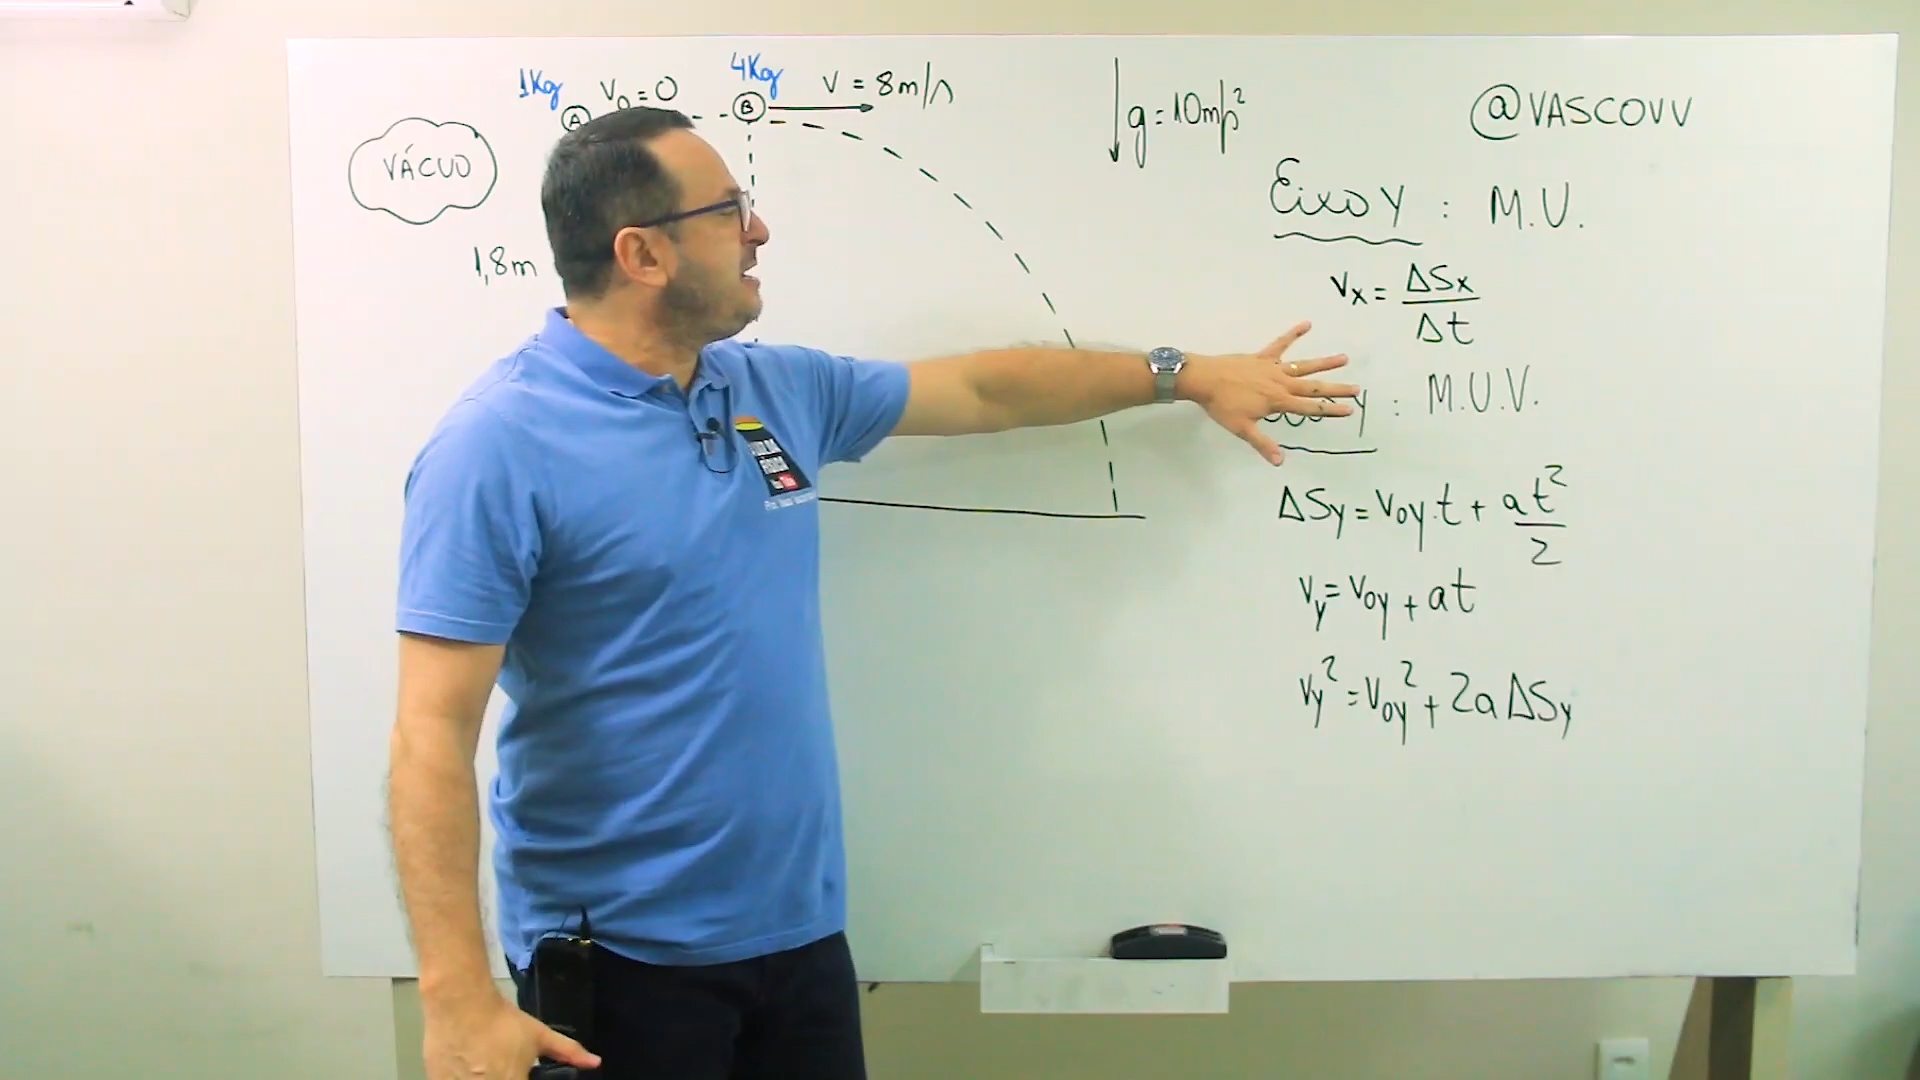 1Kg
V₀ = 0
A
4Kg
B
V = 8m/s
VÁCUO
1,8m
g = 10m/s²
@VASCOVV
Eixo Y : M.U.
Vx = ΔSx
Δt
Y : M.U.V.
ΔSy = Voy.t + at²
2
Vy = Voy + at
Vy² = Voy² + 2aΔSy